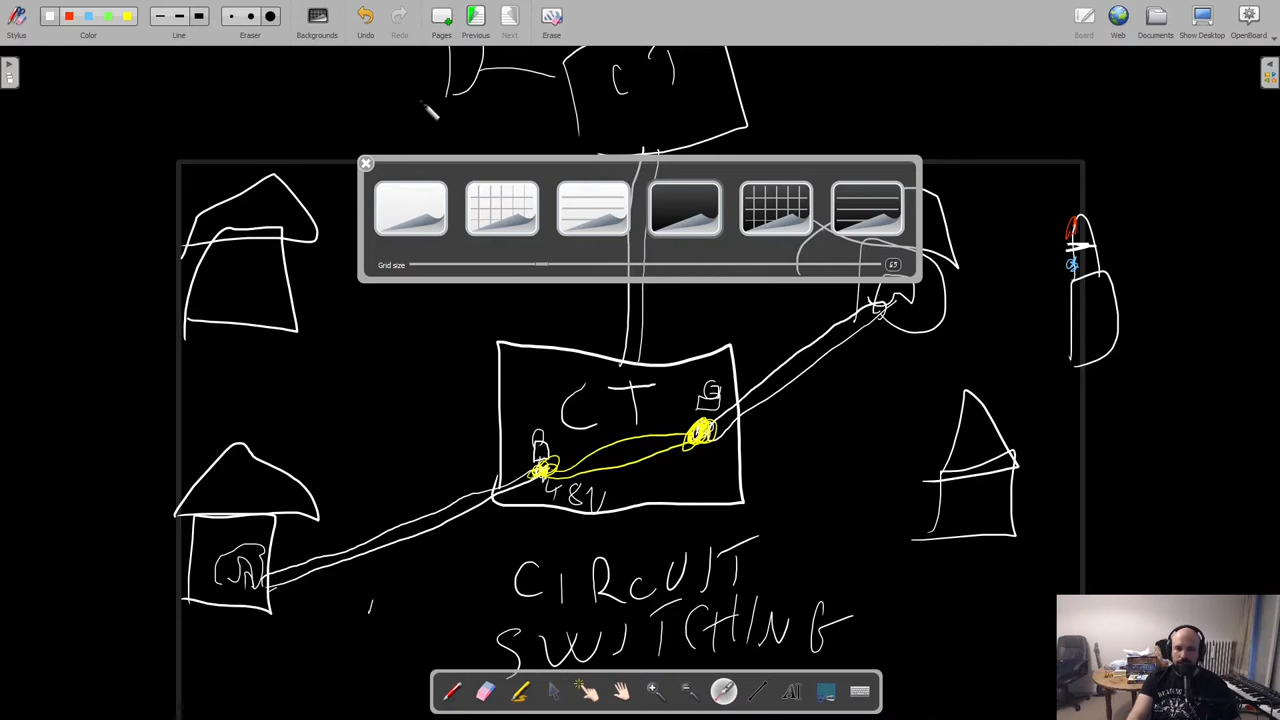 Stylus
Color
Line
Eraser
Backgrounds
Undo
Redo
Pages
Previous
Next
Erase
Board
Web
Documents
Show Desktop
OpenBoard
Grid size
CT
48V
CIRCUIT
SWITCHING